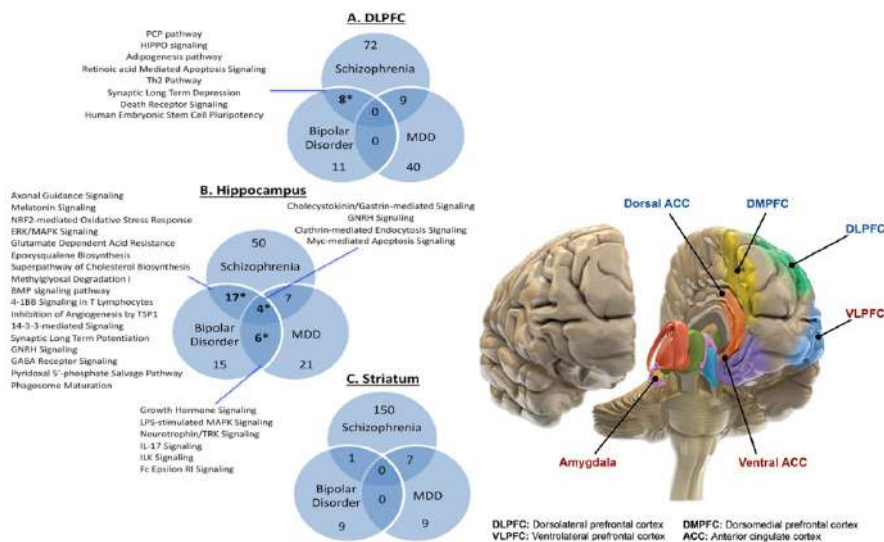 A. DLPFC
PCP pathway
HIPPO signaling
Adipogenesis pathway
Retinoic acid Mediated Apoptosis Signaling
Th2 Pathway
Synaptic Long Term Depression
Death Receptor Signaling
Human Embryonic Stem Cell Pluripotency
72
Schizophrenia
8*
9
0
Bipolar
Disorder
0
MDD
11
40
B. Hippocampus
Axonal Guidance Signaling
Melatonin Signaling
NRF2-mediated Oxidative Stress Response
ERK/MAPK Signaling
Glutamate Dependent Acid Resistance
Epoxysqualene Biosynthesis
Superpathway of Cholesterol Biosynthesis
Methylglyoxal Degradation I
BMP signaling pathway
4-1BB Signaling in T Lymphocytes
Inhibition of Angiogenesis by TSP1
14-3-3-mediated Signaling
Synaptic Long Term Potentiation
GNRH Signaling
GABA Receptor Signaling
Pyridoxal 5'-phosphate Salvage Pathway
Phagosome Maturation
Cholecystokinin/Gastrin-mediated Signaling
GNRH Signaling
Clathrin-mediated Endocytosis Signaling
Myc-mediated Apoptosis Signaling
50
Schizophrenia
17*
4*
7
Bipolar
Disorder
6*
MDD
15
21
Growth Hormone Signaling
LPS-stimulated MAPK Signaling
Neurotrophin/TRK Signaling
IL-17 Signaling
ILK Signaling
Fc Epsilon RI Signaling
C. Striatum
150
Schizophrenia
1
0
7
Bipolar
Disorder
0
MDD
9
9
Dorsal ACC
DMPFC
DLPFC
VLPFC
Amygdala
Ventral ACC
DLPFC: Dorsolateral prefrontal cortex
DMPFC: Dorsomedial prefrontal cortex
VLPFC: Ventrolateral prefrontal cortex
ACC: Anterior cingulate cortex